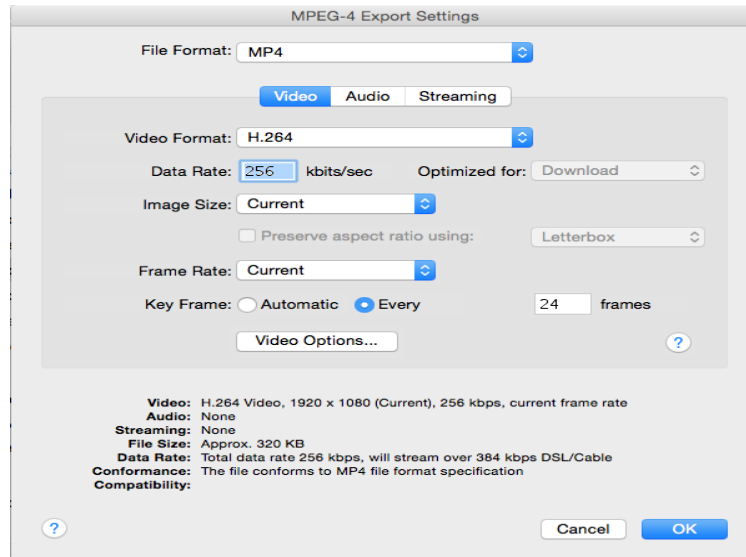 MPEG-4 Export Settings
File Format: MP4
Video Audio Streaming
Video Format: H.264
Data Rate: 256 kbits/sec Optimized for: Download
Image Size: Current
Preserve aspect ratio using: Letterbox
Frame Rate: Current
Key Frame: Automatic Every 24 frames
Video Options...
?
Video: H.264 Video, 1920 x 1080 (Current), 256 kbps, current frame rate
Audio: None
Streaming: None
File Size: Approx. 320 KB
Data Rate: Total data rate 256 kbps, will stream over 384 kbps DSL/Cable
Conformance: The file conforms to MP4 file format specification
Compatibility:
? Cancel OK